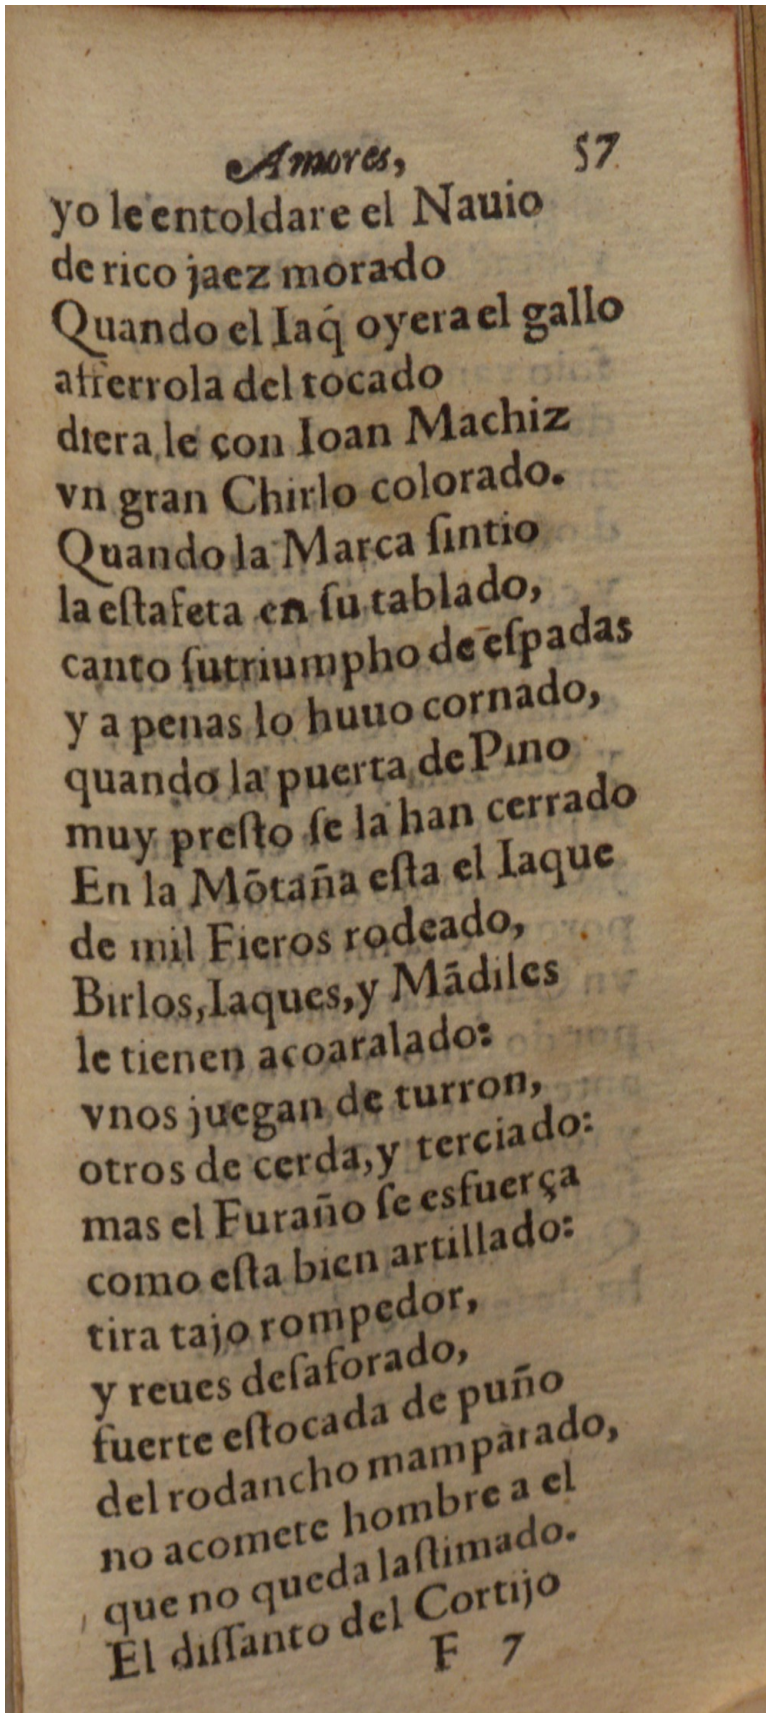 Amores, 57
yo le entoldare el Nauio
de rico jaez morado
Quando el Iaq́ oyera el gallo
aferrola del tocado
diera le con Ioan Machiz
vn gran Chirlo colorado.
Quando la Marca ſintio
la eſtafeta en ſu tablado,
canto ſutriumpho de eſpadas
y a penas lo huuo cornado,
quando la puerta de Pino
muy preſto ſe la han cerrado
En la Mōtaña eſta el Iaque
de mil Fieros rodeado,
Birlos, Iaques, y Mādiles
le tienen acoaralado:
vnos juegan de turron,
otros de cerda, y terciado:
mas el Furaño ſe esfuerça
como eſta bien artillado:
tira tajo rompedor,
y reues deſaforado,
fuerte eſtocada de puño
del rodancho mamparado,
no acomete hombre a el
que no queda laſtimado.
El diſſanto del Cortijo
F 7